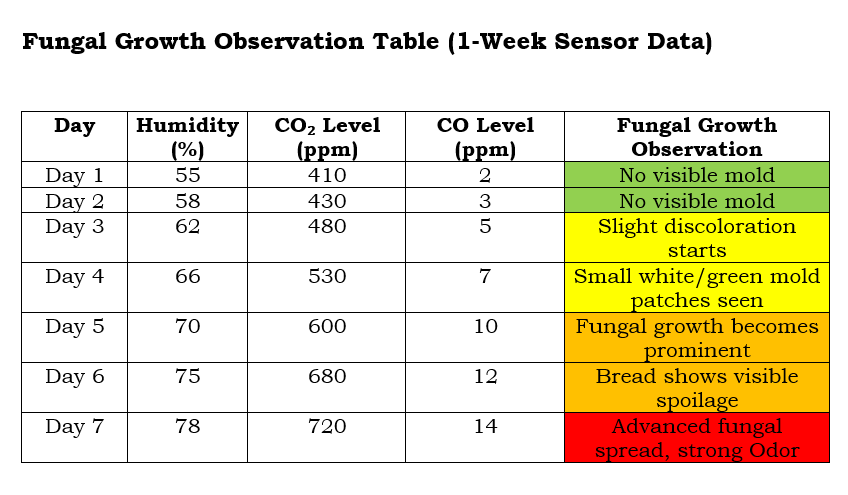 Fungal Growth Observation Table (1-Week Sensor Data)
Day Humidity (%) CO₂ Level (ppm) CO Level (ppm) Fungal Growth Observation
Day 1 55 410 2 No visible mold
Day 2 58 430 3 No visible mold
Day 3 62 480 5 Slight discoloration starts
Day 4 66 530 7 Small white/green mold patches seen
Day 5 70 600 10 Fungal growth becomes prominent
Day 6 75 680 12 Bread shows visible spoilage
Day 7 78 720 14 Advanced fungal spread, strong Odor